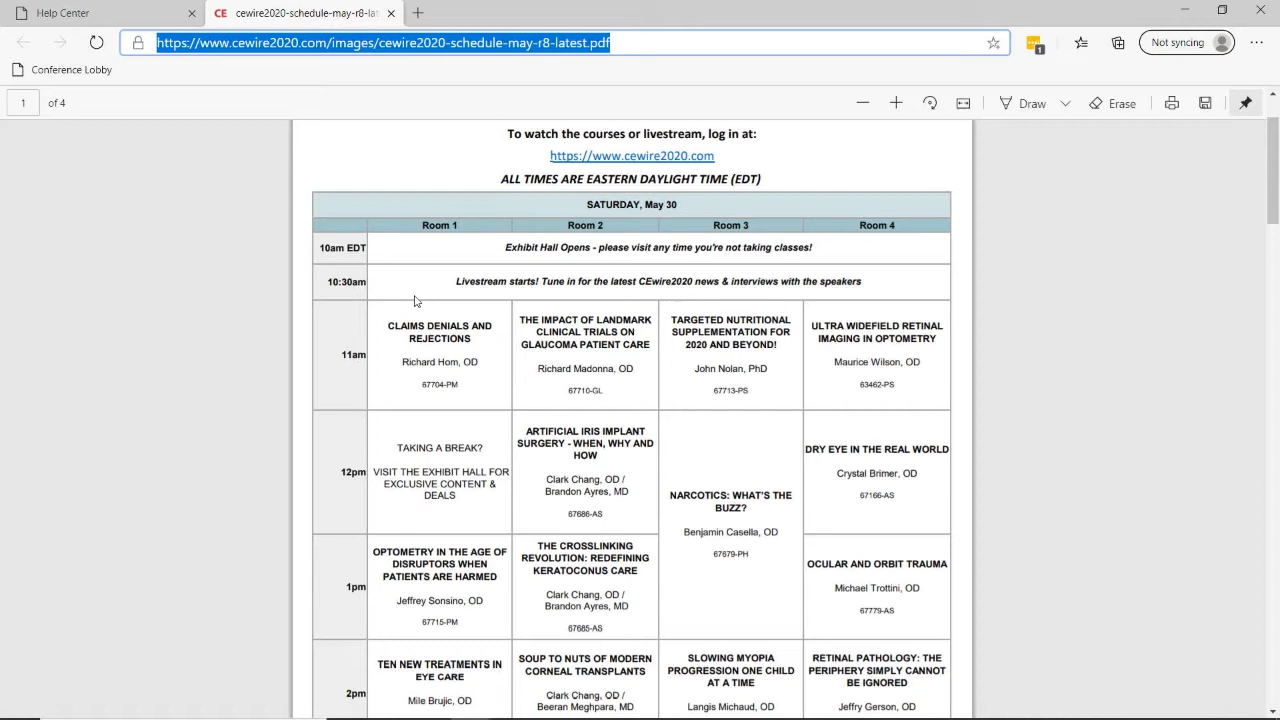 Help Center
CE cewire2020-schedule-may-r8-lat
https://www.cewire2020.com/images/cewire2020-schedule-may-r8-latest.pdf
1
Not syncing
Conference Lobby
1 of 4
Draw
Erase
To watch the courses or livestream, log in at:
https://www.cewire2020.com
ALL TIMES ARE EASTERN DAYLIGHT TIME (EDT)
SATURDAY, May 30
Room 1 Room 2 Room 3 Room 4
10am EDT
Exhibit Hall Opens - please visit any time you're not taking classes!
10:30am
Livestream starts! Tune in for the latest CEwire2020 news & interviews with the speakers
11am
CLAIMS DENIALS AND
REJECTIONS
Richard Hom, OD
67704-PM
THE IMPACT OF LANDMARK
CLINICAL TRIALS ON
GLAUCOMA PATIENT CARE
Richard Madonna, OD
67710-GL
TARGETED NUTRITIONAL
SUPPLEMENTATION FOR
2020 AND BEYOND!
John Nolan, PhD
67713-PS
ULTRA WIDEFIELD RETINAL
IMAGING IN OPTOMETRY
Maurice Wilson, OD
63462-PS
12pm
TAKING A BREAK?
VISIT THE EXHIBIT HALL FOR
EXCLUSIVE CONTENT &
DEALS
ARTIFICIAL IRIS IMPLANT
SURGERY - WHEN, WHY AND
HOW
Clark Chang, OD /
Brandon Ayres, MD
67686-AS
NARCOTICS: WHAT'S THE
BUZZ?
Benjamin Casella, OD
67679-PH
DRY EYE IN THE REAL WORLD
Crystal Brimer, OD
67166-AS
1pm
OPTOMETRY IN THE AGE OF
DISRUPTORS WHEN
PATIENTS ARE HARMED
Jeffrey Sonsino, OD
67715-PM
THE CROSSLINKING
REVOLUTION: REDEFINING
KERATOCONUS CARE
Clark Chang, OD /
Brandon Ayres, MD
67685-AS
OCULAR AND ORBIT TRAUMA
Michael Trottini, OD
67779-AS
2pm
TEN NEW TREATMENTS IN
EYE CARE
Mile Brujic, OD
SOUP TO NUTS OF MODERN
CORNEAL TRANSPLANTS
Clark Chang, OD /
Beeran Meghpara, MD
SLOWING MYOPIA
PROGRESSION ONE CHILD
AT A TIME
Langis Michaud, OD
RETINAL PATHOLOGY: THE
PERIPHERY SIMPLY CANNOT
BE IGNORED
Jeffry Gerson, OD